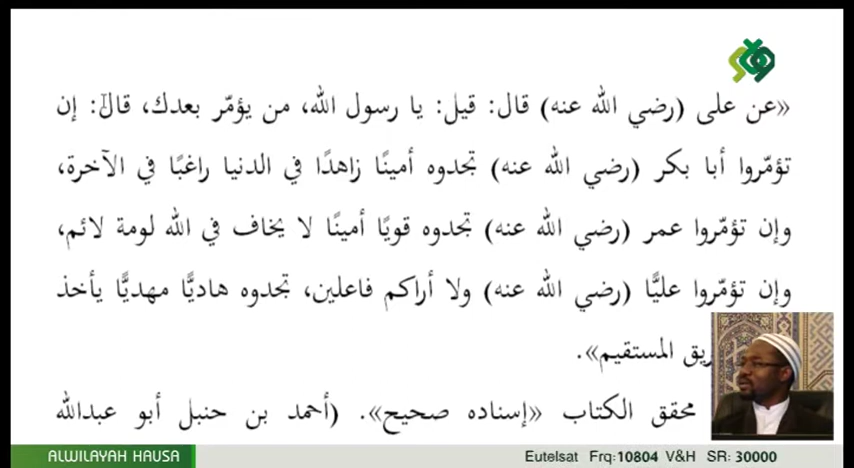 «عن على (رضي الله عنه) قال: قيل: يا رسول الله، من يؤمّر بعدك، قال: إن
تؤمّروا أبا بكر (رضي الله عنه) تجدوه أمينًا زاهدًا في الدنيا راغبًا في الآخرة،
وإن تؤمّروا عمر (رضي الله عنه) تجدوه قويًا أمينًا لا يخاف في الله لومة لائم،
وإن تؤمّروا عليًّا (رضي الله عنه) ولا أراكم فاعلين، تجدوه هاديًّا مهديًّا يأخذ
المستقيم».
محقق الكتاب «إسناده صحيح». (أحمد بن حنبل أبو عبدالله
ALWILAYAH HAUSA Eutelsat Frq:10804 V&H SR: 30000